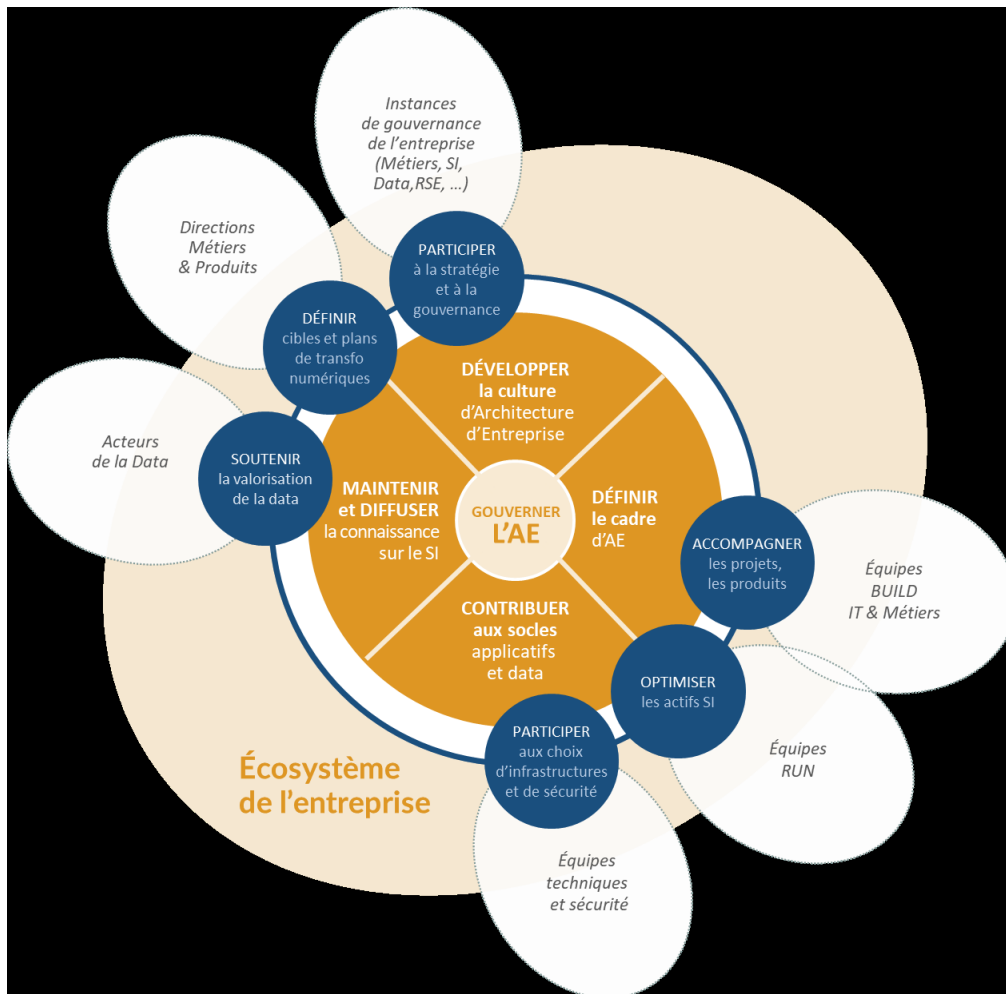 Instances
de gouvernance
de l’entreprise
(Métiers, SI,
Data,RSE, ...)
Directions
Métiers
& Produits
PARTICIPER
à la stratégie
et à la
gouvernance
DÉFINIR
cibles et plans
de transfo
numériques
Acteurs
de la Data
SOUTENIR
la valorisation
de la data
DÉVELOPPER
la culture
d’Architecture
d’Entreprise
MAINTENIR
et DIFFUSER
la connaissance
sur le SI
GOUVERNER
L’AE
DÉFINIR
le cadre
d’AE
CONTRIBUER
aux socles
applicatifs
et data
ACCOMPAGNER
les projets,
les produits
Équipes
BUILD
IT & Métiers
OPTIMISER
les actifs SI
Équipes
RUN
PARTICIPER
aux choix
d’infrastructures
et de sécurité
Équipes
techniques
et sécurité
Écosystème
de l’entreprise